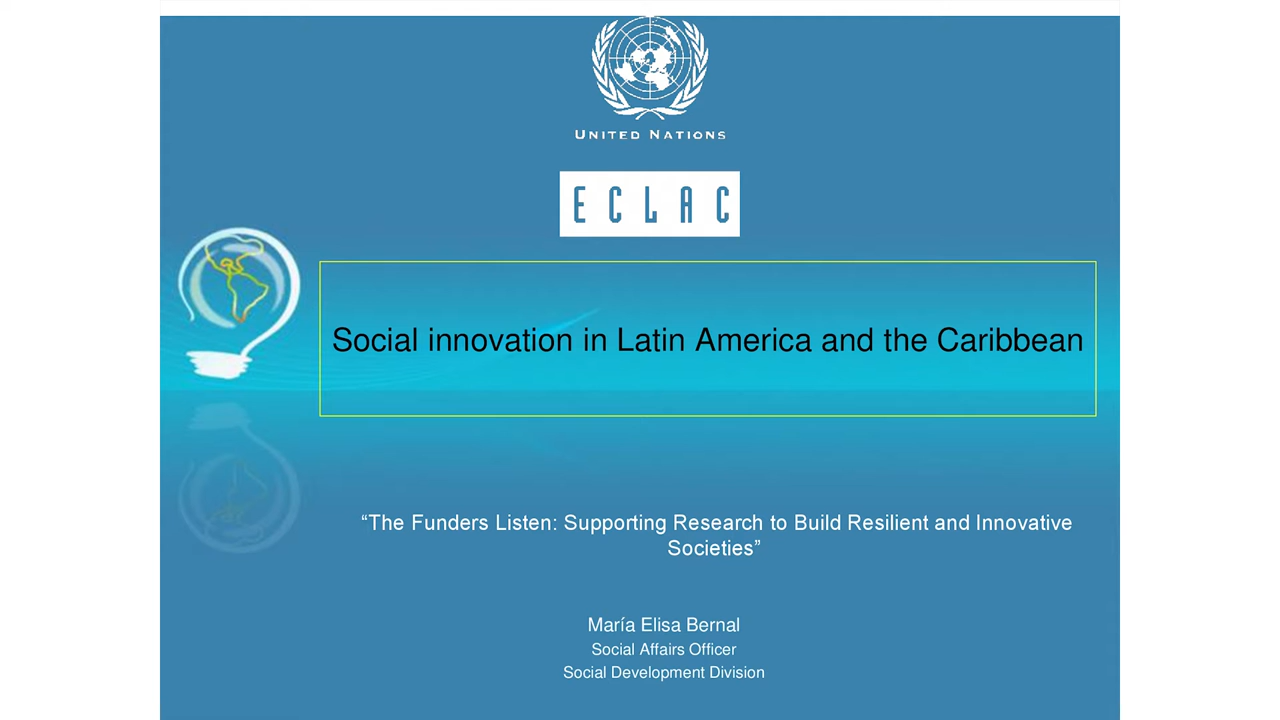 UNITED NATIONS
ECLAC
Social innovation in Latin America and the Caribbean
“The Funders Listen: Supporting Research to Build Resilient and Innovative
Societies”
María Elisa Bernal
Social Affairs Officer
Social Development Division